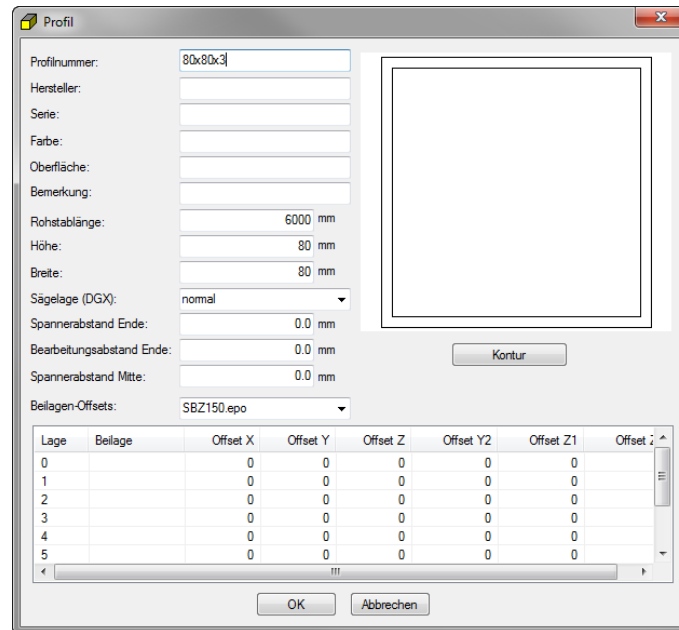 Profil
Profilnummer: 80x80x3
Hersteller:
Serie:
Farbe:
Oberfläche:
Bemerkung:
Rohstablänge: 6000 mm
Höhe: 80 mm
Breite: 80 mm
Sägelage (DGX): normal
Spannerabstand Ende: 0.0 mm
Bearbeitungsabstand Ende: 0.0 mm
Kontur
Spannerabstand Mitte: 0.0 mm
Beilagen-Offsets: SBZ150.epo
Lage Beilage Offset X Offset Y Offset Z Offset Y2 Offset Z1 Offset
0 0 0 0 0 0
1 0 0 0 0 0
2 0 0 0 0 0
3 0 0 0 0 0
4 0 0 0 0 0
5 0 0 0 0 0
OK Abbrechen